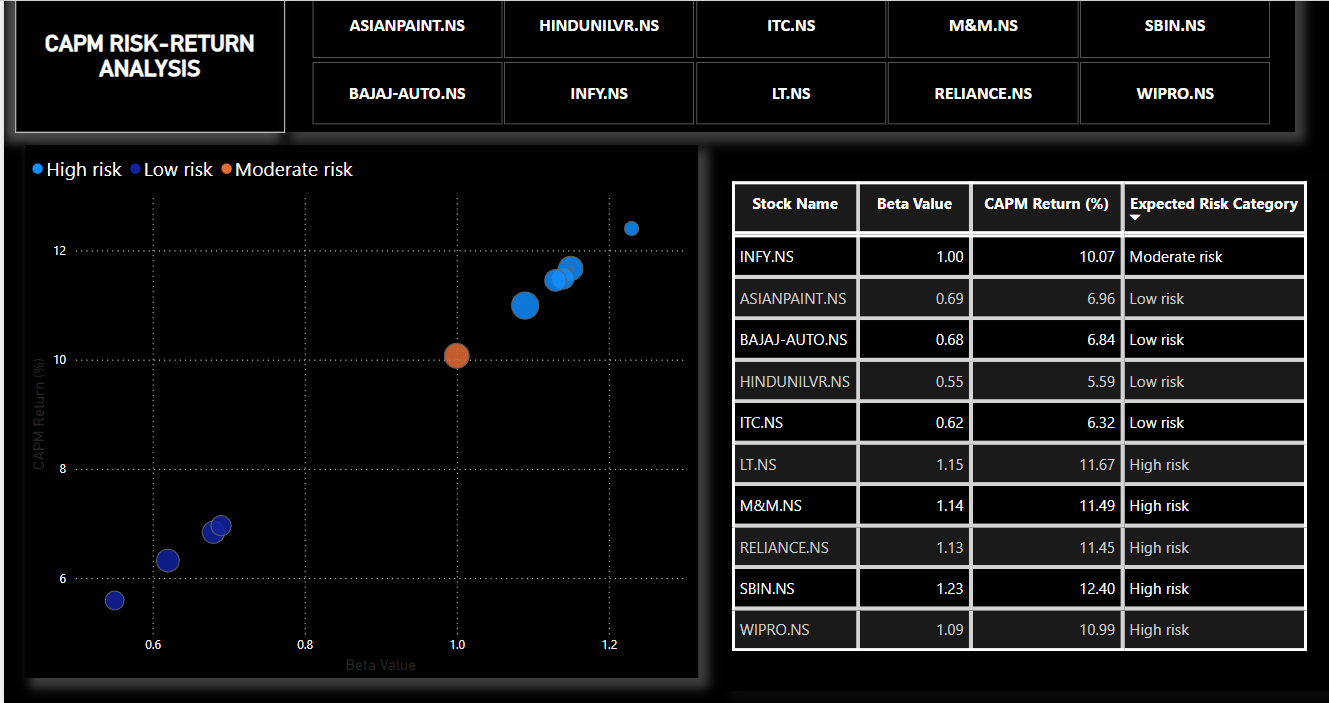 CAPM RISK-RETURN
ANALYSIS
ASIANPAINT.NS HINDUNILVR.NS ITC.NS M&M.NS SBIN.NS
BAJAJ-AUTO.NS INFY.NS LT.NS RELIANCE.NS WIPRO.NS
High risk Low risk Moderate risk
CAPM Return (%)
12
10
8
6
0.6 0.8 1.0 1.2
Beta Value
Stock Name Beta Value CAPM Return (%) Expected Risk Category
INFY.NS 1.00 10.07 Moderate risk
ASIANPAINT.NS 0.69 6.96 Low risk
BAJAJ-AUTO.NS 0.68 6.84 Low risk
HINDUNILVR.NS 0.55 5.59 Low risk
ITC.NS 0.62 6.32 Low risk
LT.NS 1.15 11.67 High risk
M&M.NS 1.14 11.49 High risk
RELIANCE.NS 1.13 11.45 High risk
SBIN.NS 1.23 12.40 High risk
WIPRO.NS 1.09 10.99 High risk